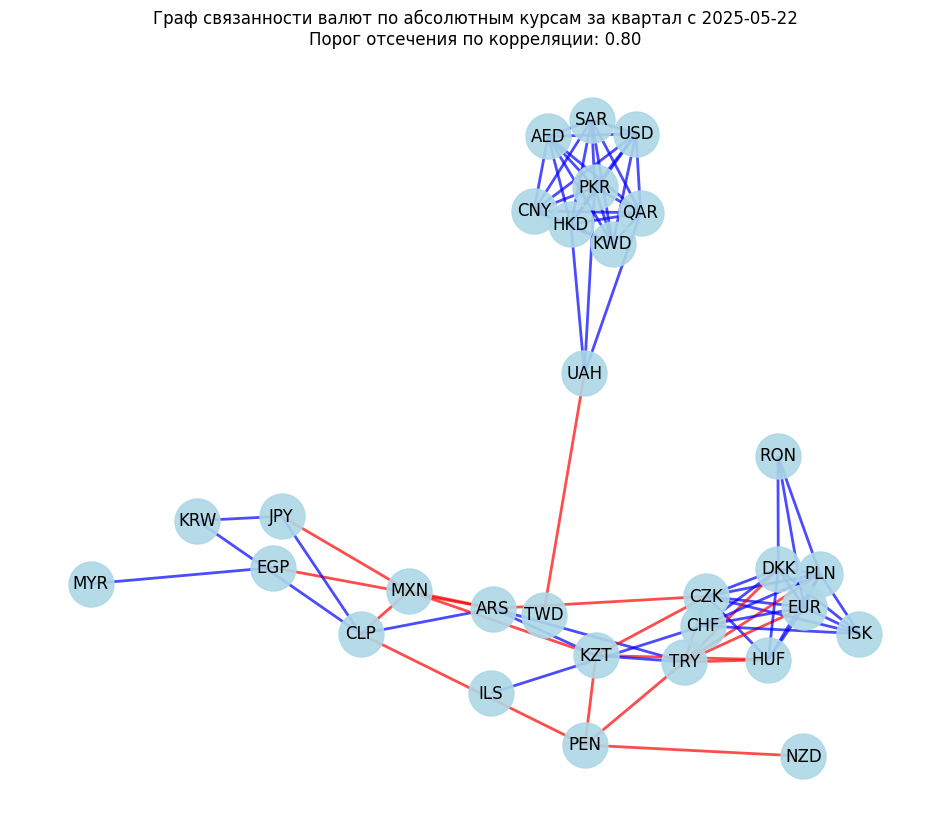 Граф связанности валют по абсолютным курсам за квартал с 2025-05-22
Порог отсечения по корреляции: 0.80
SAR
AED
USD
PKR
CNY
QAR
HKD
KWD
UAH
RON
KRW
JPY
EGP
DKK
PLN
MYR
MXN
CZK
ARS
TWD
EUR
CHF
CLP
ISK
KZT
TRY
HUF
ILS
PEN
NZD